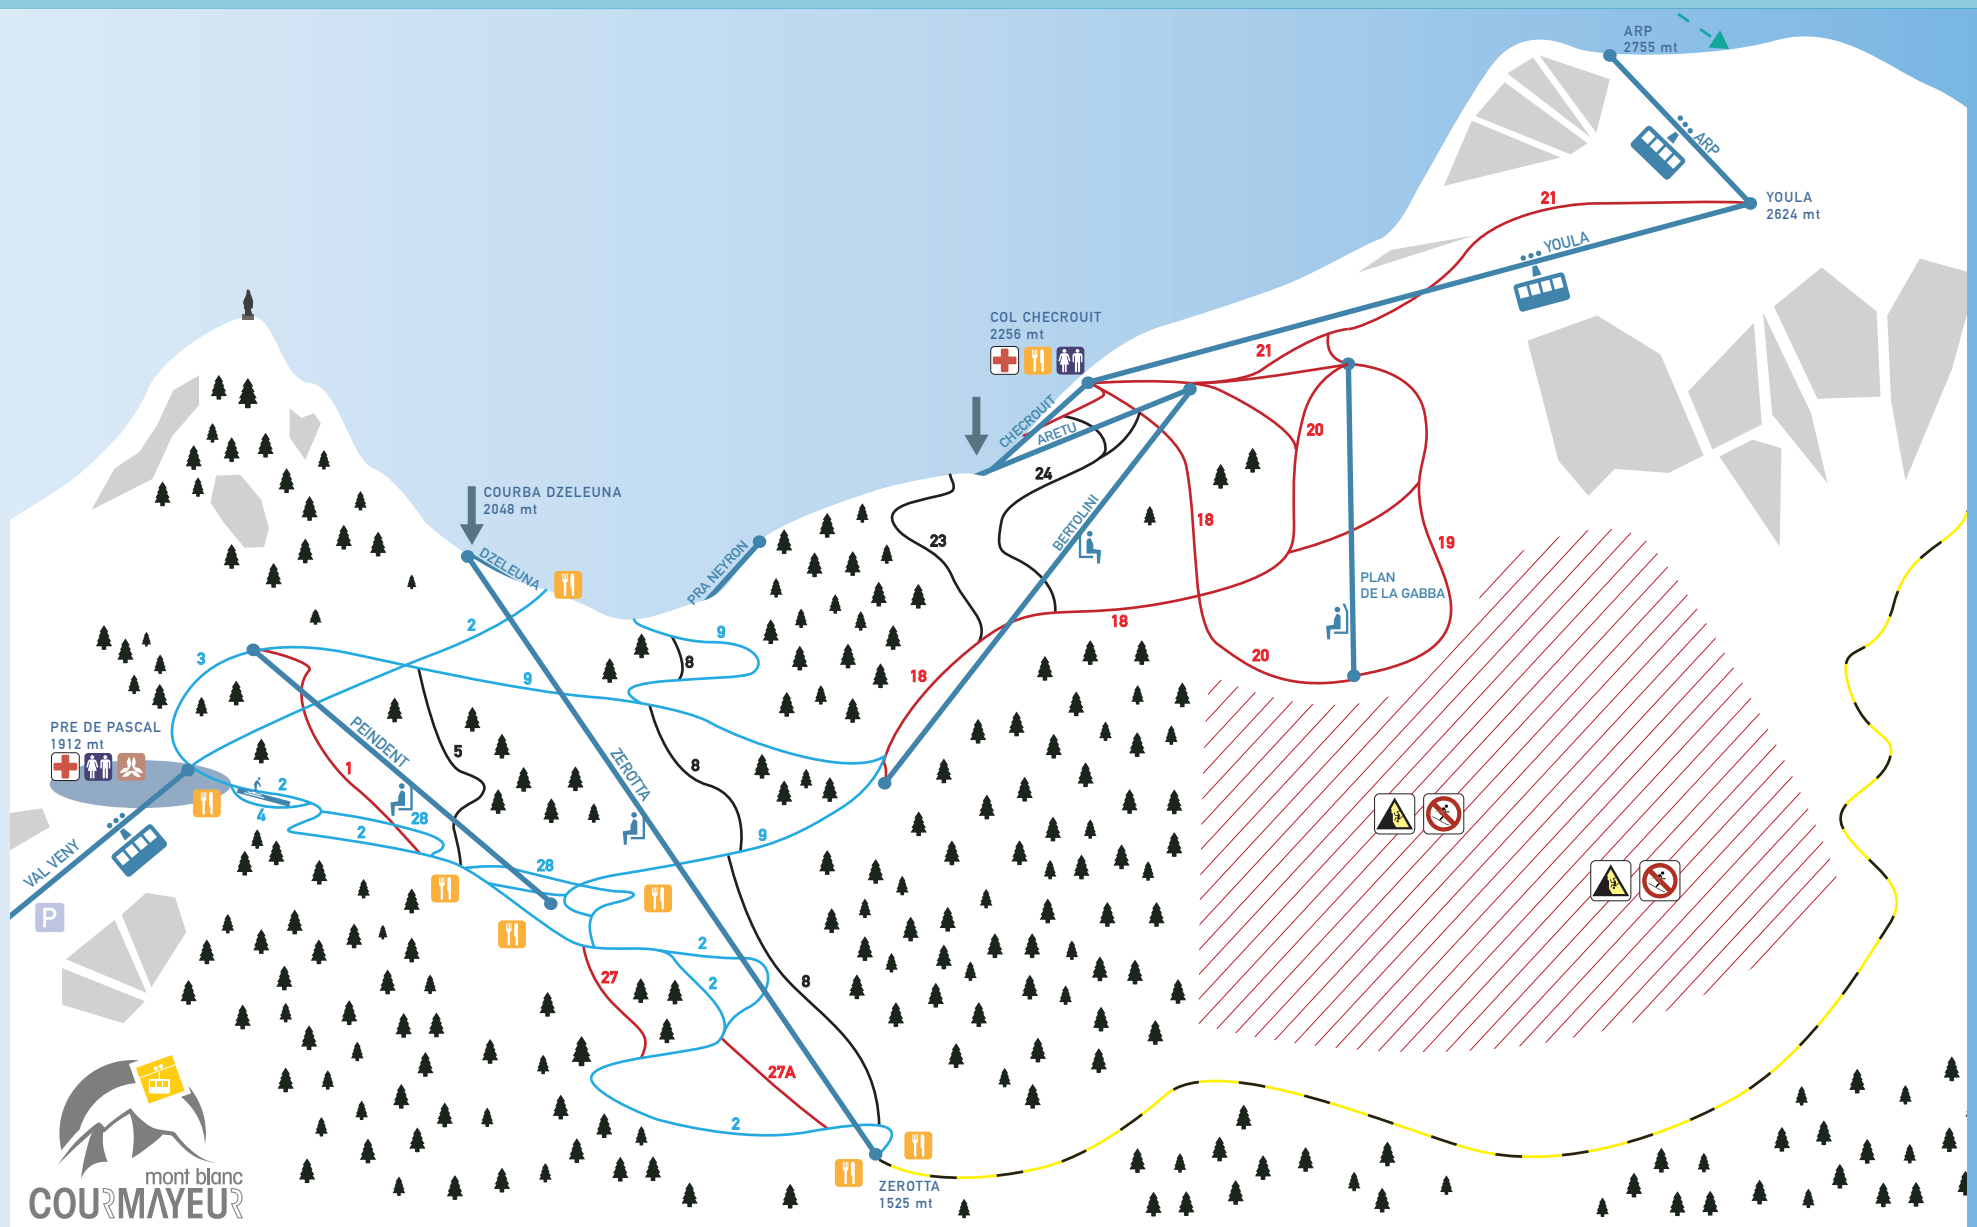 ARP
2755 mt
ARP
YOULA
2624 mt
21
YOULA
COL CHECROUIT
2256 mt
21
CHECROUIT
ARETU
20
24
COURBA DZELEUNA
2048 mt
DZELEUNA
PRA NEYRON
23
BERTOLINI
18
19
PLAN
DE LA GABBA
2
9
8
18
3
9
18
20
PRE DE PASCAL
1912 mt
PEINDENT
5
ZEROTTA
8
1
2
4
28
2
9
VAL VENY
28
P
2
27
2
8
27A
2
mont blanc
COURMAYEUR
ZEROTTA
1525 mt